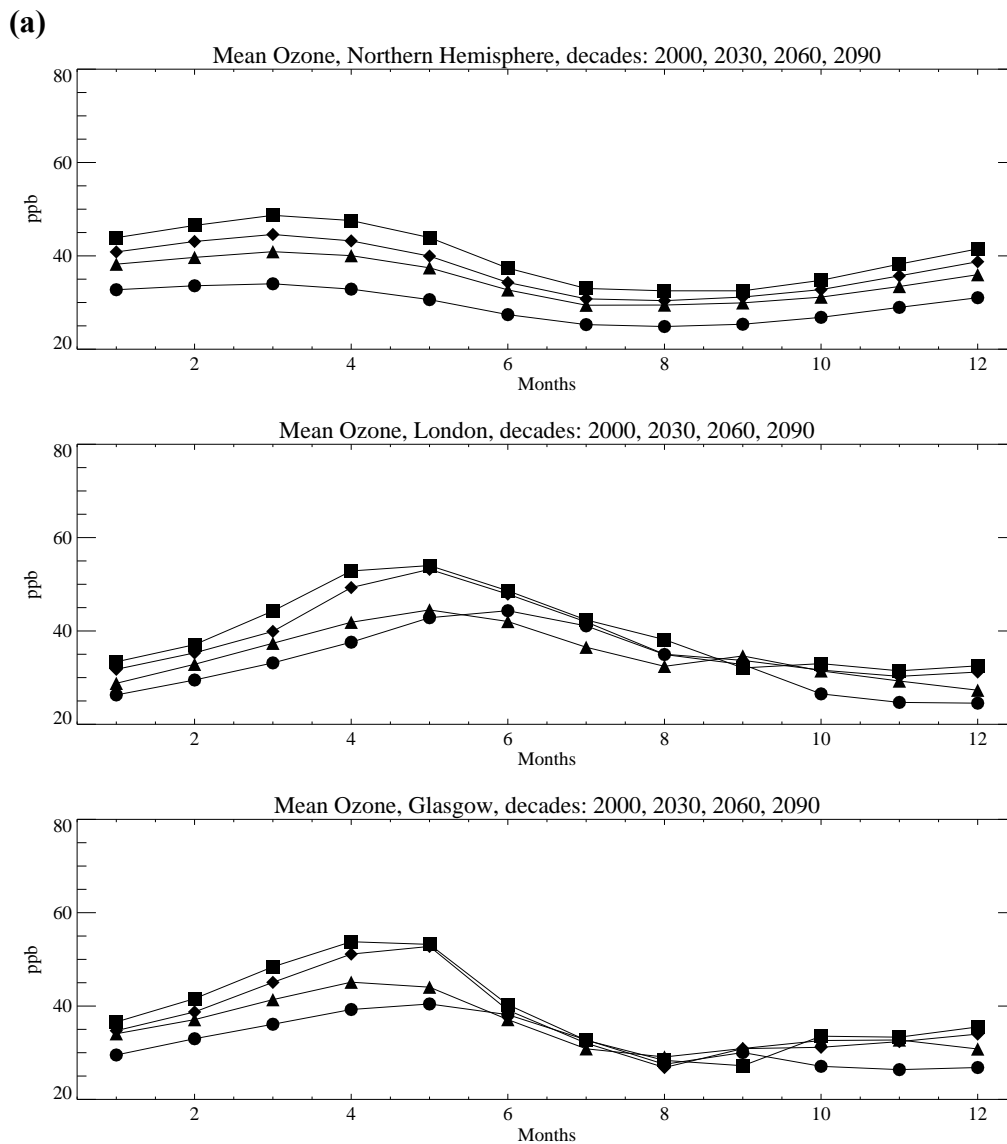 (a)
Mean Ozone, Northern Hemisphere, decades: 2000, 2030, 2060, 2090
80
60
ppb
40
20
2 4 6 8 10 12
Months
Mean Ozone, London, decades: 2000, 2030, 2060, 2090
80
60
ppb
40
20
2 4 6 8 10 12
Months
Mean Ozone, Glasgow, decades: 2000, 2030, 2060, 2090
80
60
ppb
40
20
2 4 6 8 10 12
Months